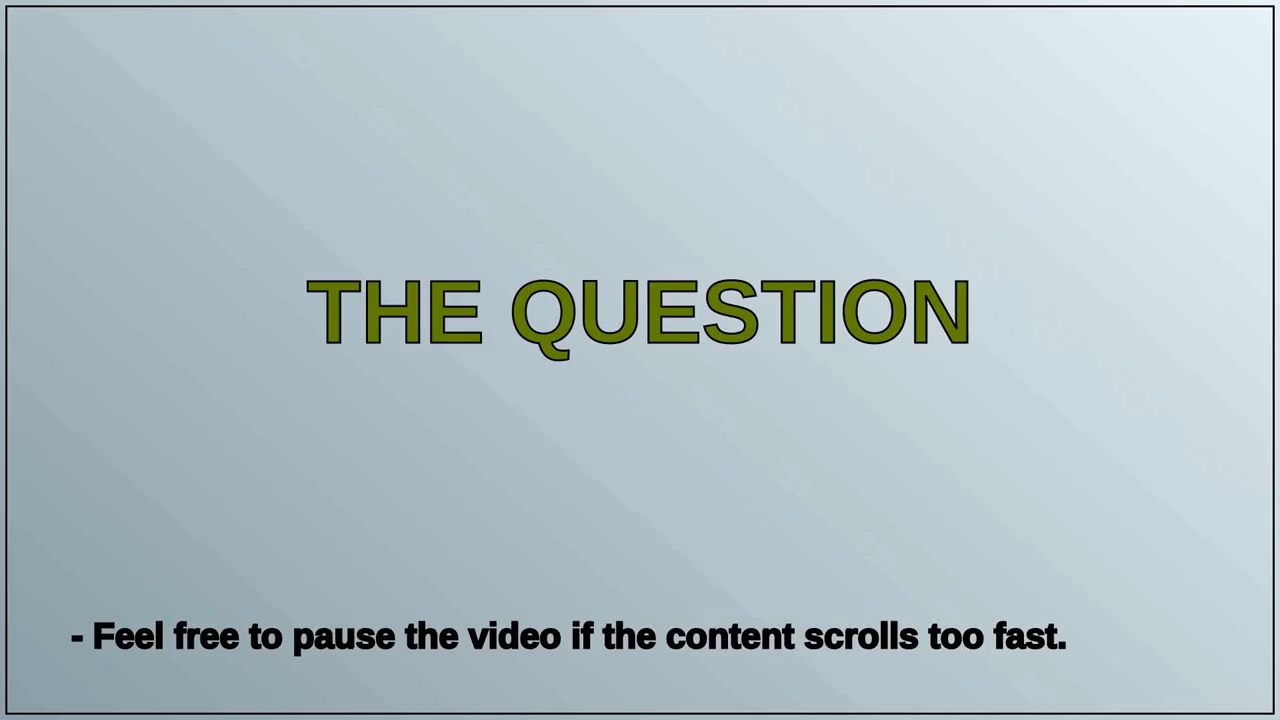 THE QUESTION
- Feel free to pause the video if the content scrolls too fast.